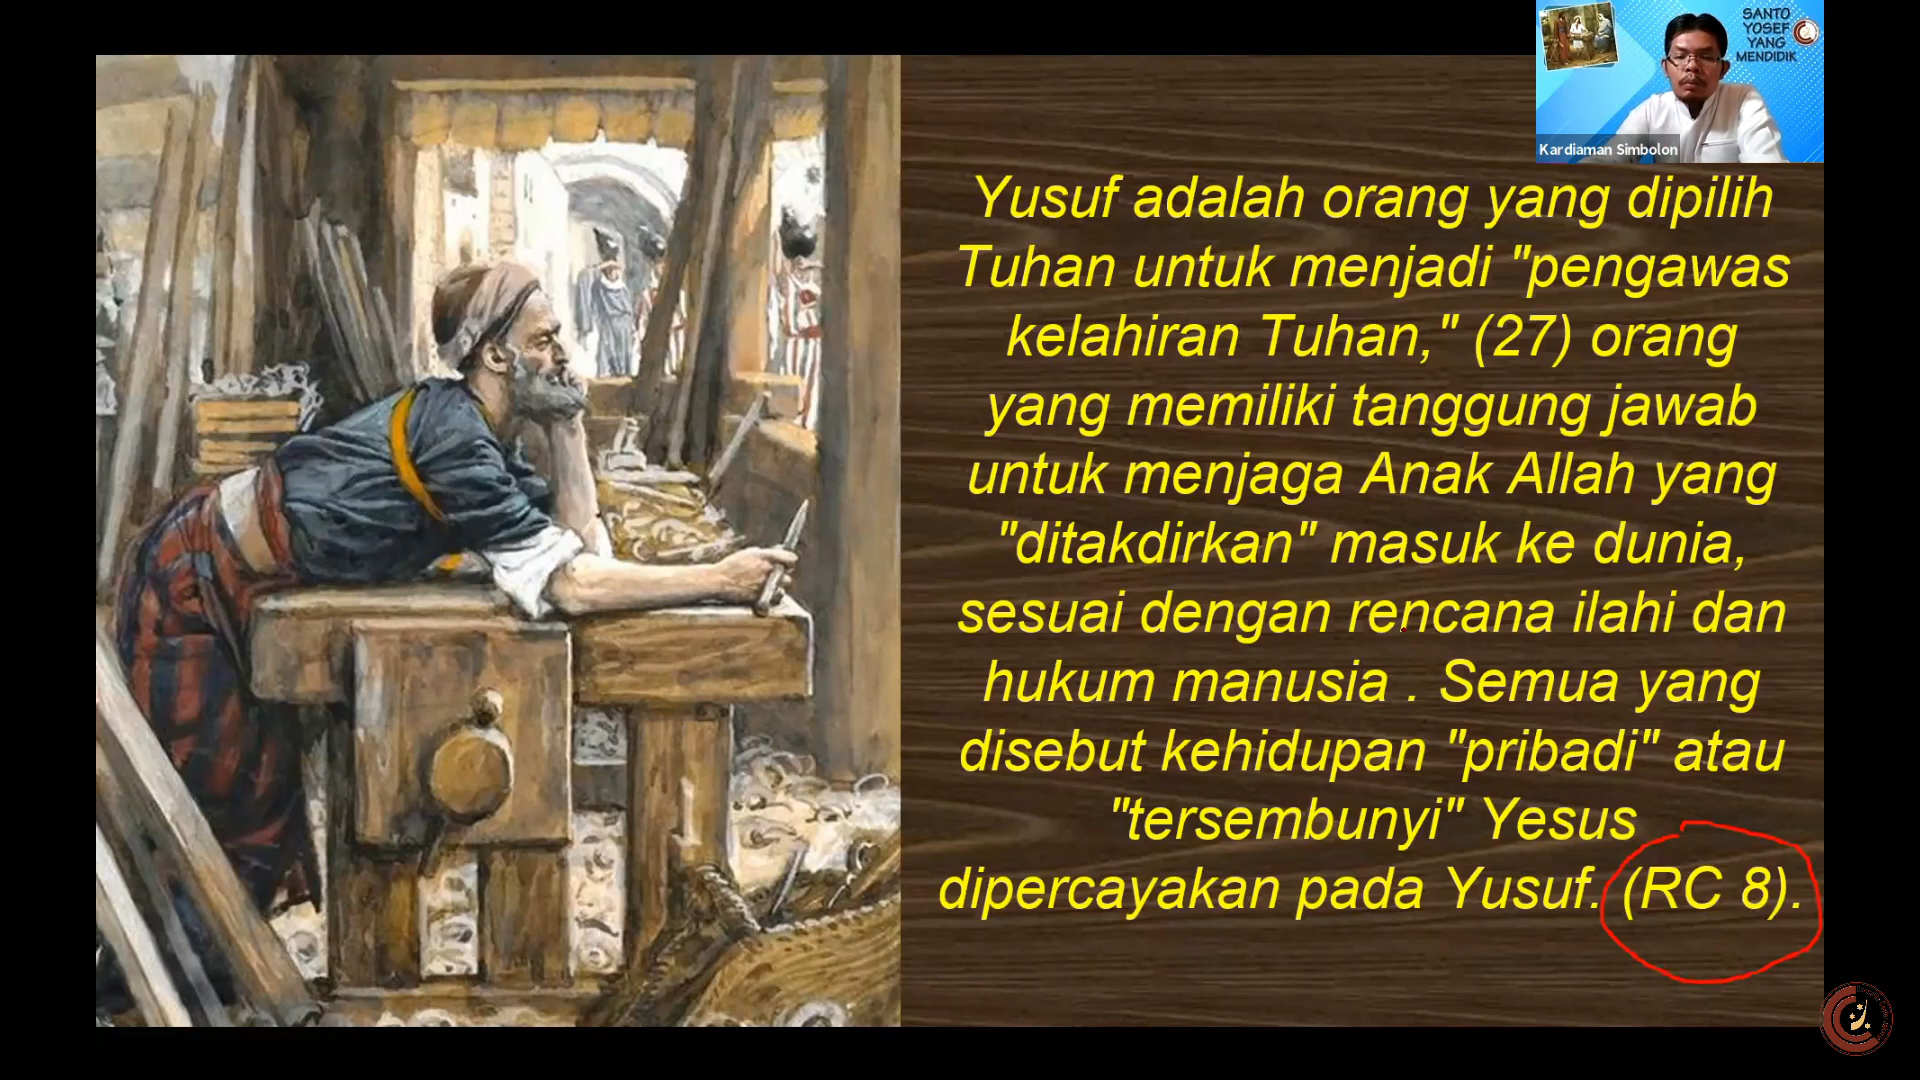 SANTO
YOSEF
YANG
MENDIDIK
Kardiaman Simbolon
Yusuf adalah orang yang dipilih
Tuhan untuk menjadi "pengawas
kelahiran Tuhan," (27) orang
yang memiliki tanggung jawab
untuk menjaga Anak Allah yang
"ditakdirkan" masuk ke dunia,
sesuai dengan rencana ilahi dan
hukum manusia . Semua yang
disebut kehidupan "pribadi" atau
"tersembunyi" Yesus
dipercayakan pada Yusuf. (RC 8).